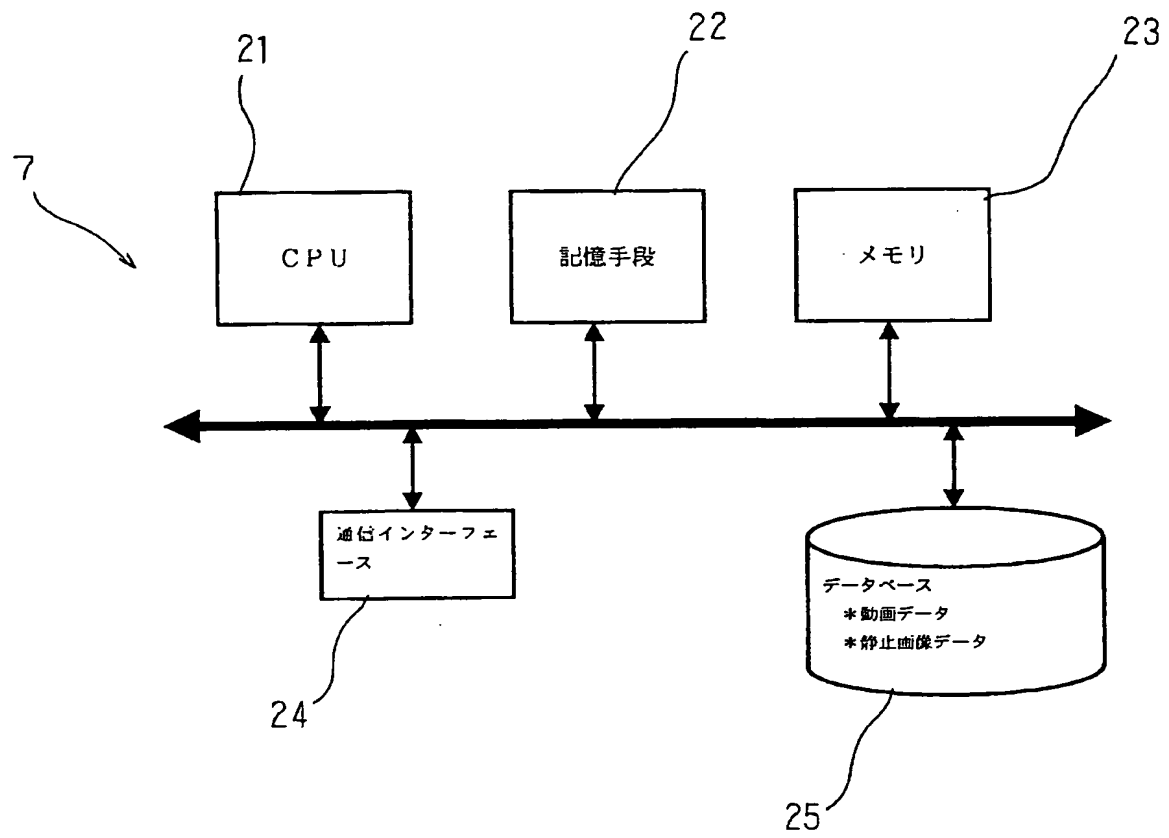 21
22
23
7
CPU
記憶手段
メモリ
通信インターフェ
ース
データベース
*動画データ
*静止画像データ
24
25